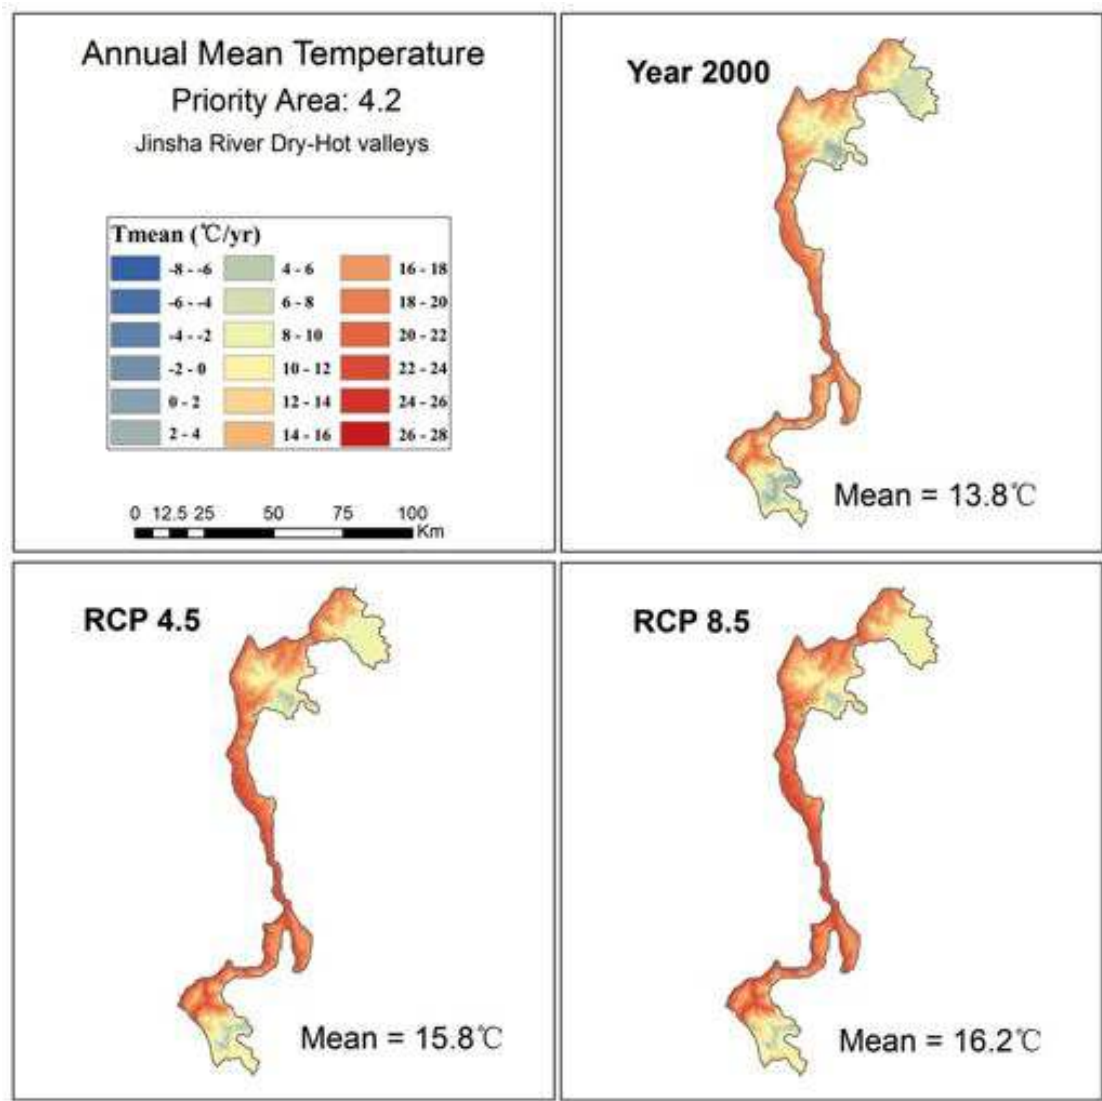 Annual Mean Temperature
Priority Area: 4.2
Jinsha River Dry-Hot valleys
Tmean (℃/yr)
-8 - -6
-6 - -4
-4 - -2
-2 - 0
0 - 2
2 - 4
4 - 6
6 - 8
8 - 10
10 - 12
12 - 14
14 - 16
16 - 18
18 - 20
20 - 22
22 - 24
24 - 26
26 - 28
0 12.5 25 50 75 100
Km
Year 2000
Mean = 13.8℃
RCP 4.5
Mean = 15.8℃
RCP 8.5
Mean = 16.2℃